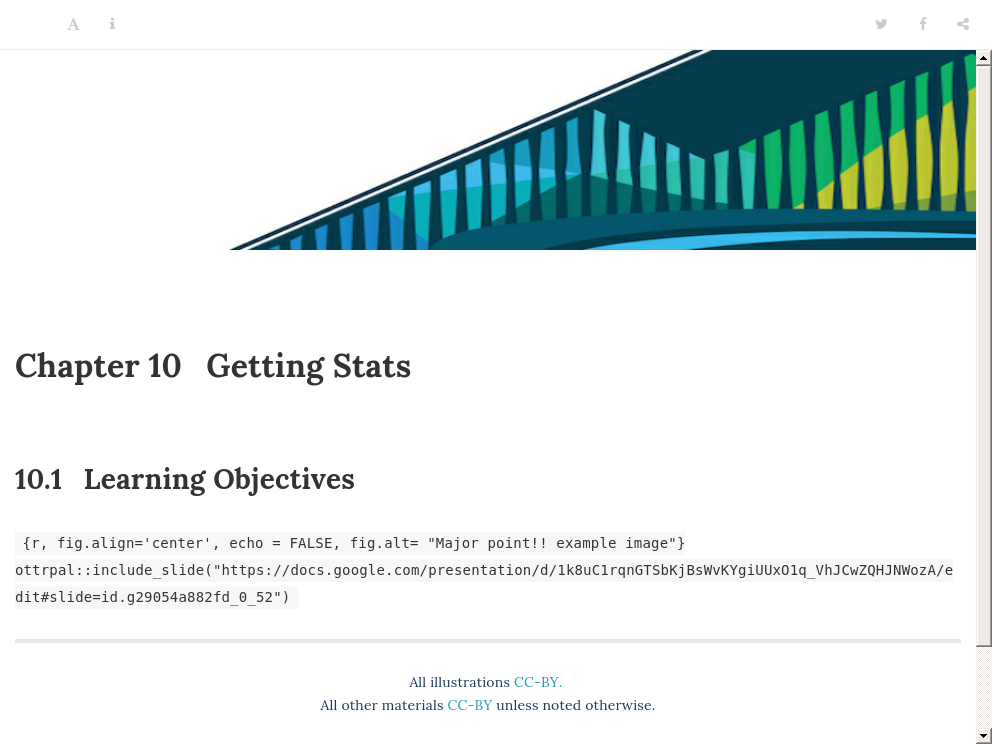 Chapter 10 Getting Stats
10.1 Learning Objectives
{r, fig.align='center', echo = FALSE, fig.alt= "Major point!! example image"}
ottrpal::include_slide("https://docs.google.com/presentation/d/1k8uC1rqnGTSbKjBsWvKYgiUUxO1q_VhJCwZQHJNWozA/e
dit#slide=id.g29054a882fd_0_52")
All illustrations CC-BY.
All other materials CC-BY unless noted otherwise.